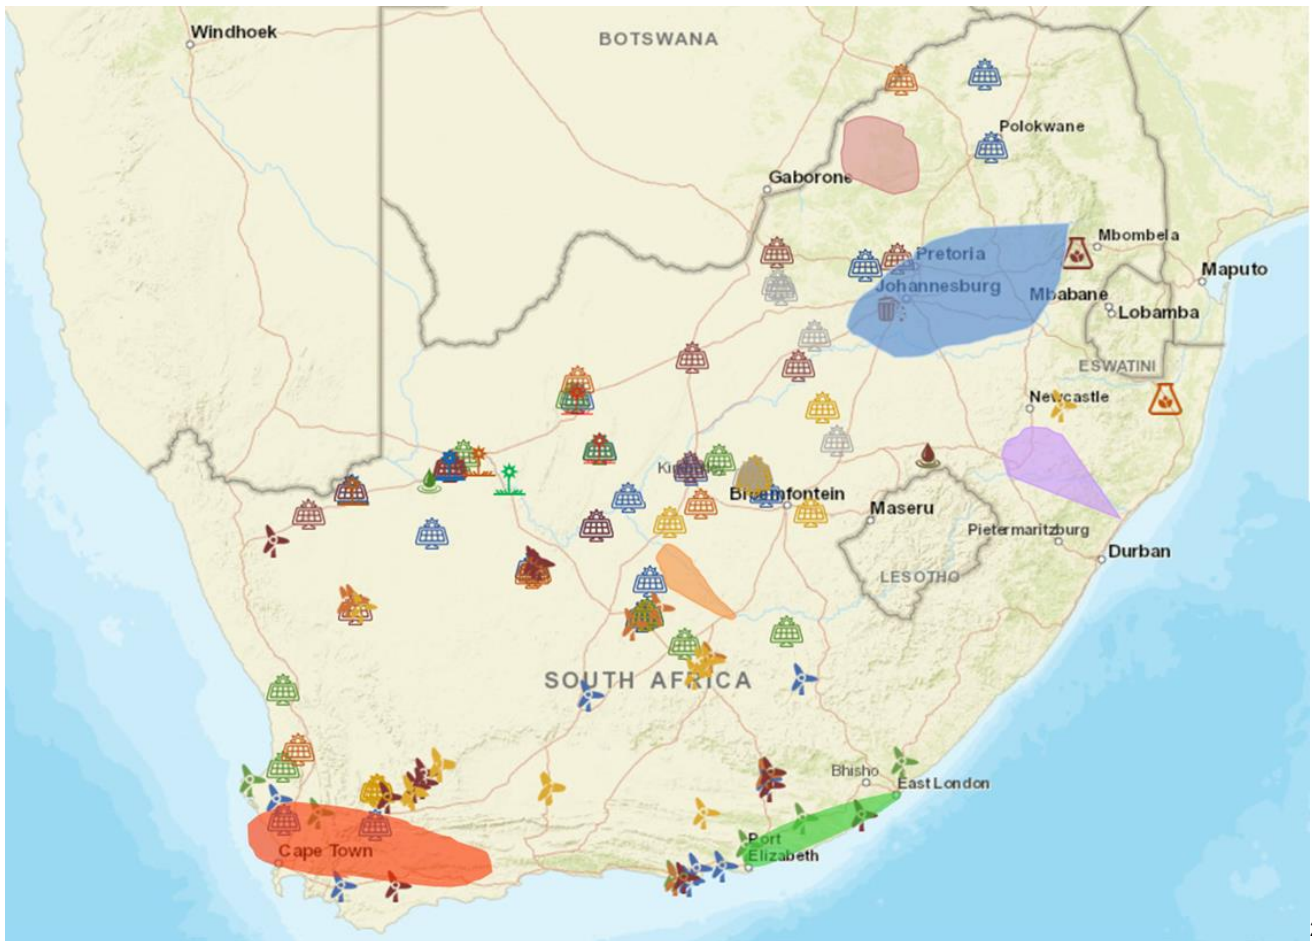 Windhoek
BOTSWANA
Polokwane
Gaborone
Mbombela
Pretoria
Maputo
Johannesburg
Mbabane
Lobamba
ESWATINI
Newcastle
Bloemfontein
Maseru
Pietermaritzburg
Durban
LESOTHO
SOUTH AFRICA
Bhisho
East London
Port
Elizabeth
Cape Town